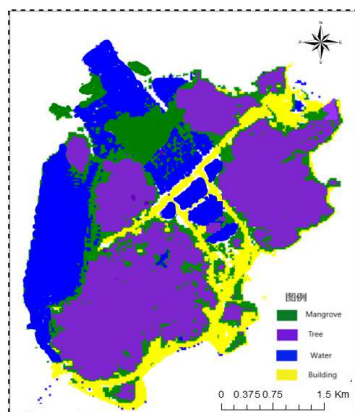 N
图例
Mangrove
Tree
Water
Building
0 0.375 0.75 1.5 Km